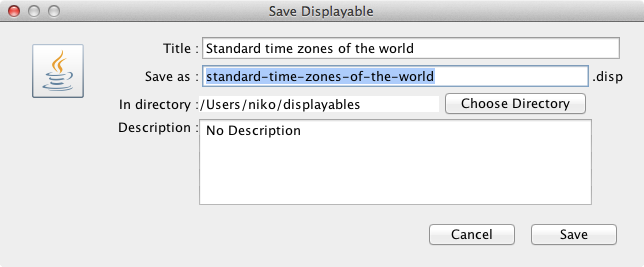 Save Displayable
Title : Standard time zones of the world
Save as : standard-time-zones-of-the-world .disp
In directory : /Users/niko/displayables Choose Directory
Description : No Description
Cancel Save